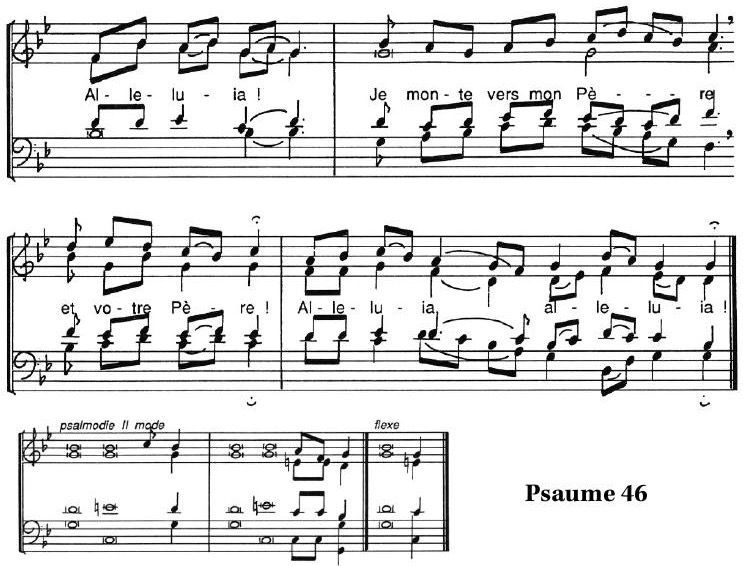 Al - le - lu - ia ! Je mon - te vers mon Pè - - - re
et vo - tre Pè - re ! Al - le - lu - ia, al - le - lu - ia !
psalmodie II mode flexe
Psaume 46